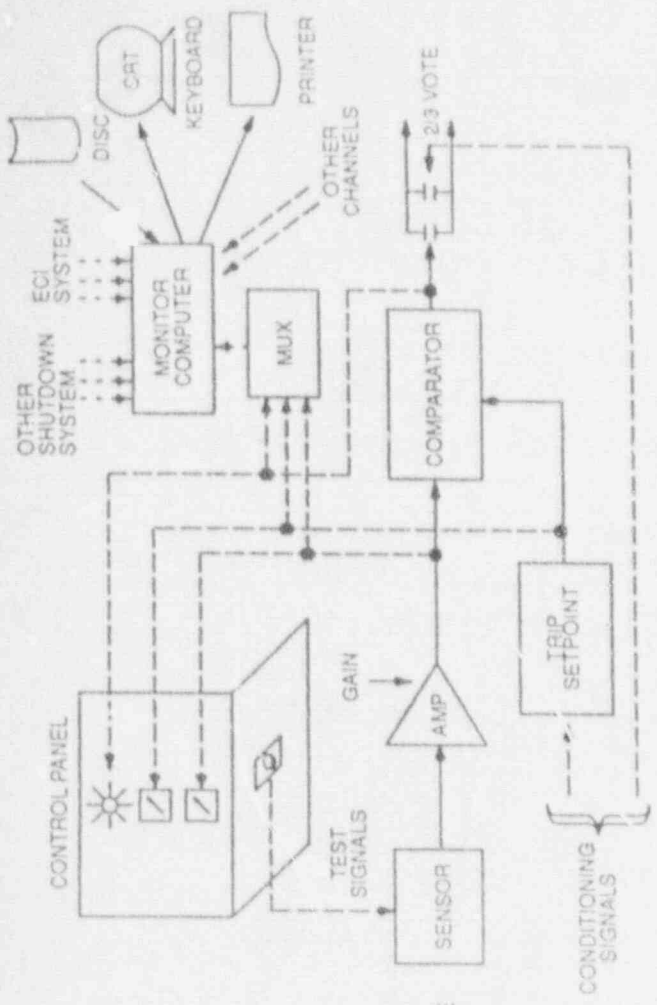 DISC
CRT
KEYBOARD
PRINTER
OTHER
SHUTDOWN
SYSTEM
ECI
SYSTEM
MONITOR
COMPUTER
MUX
OTHER
CHANNELS
2/3 VOTE
COMPARATOR
CONTROL PANEL
GAIN
AMP
TEST
SIGNALS
SENSOR
TRIP
SETPOINT
CONDITIONING
SIGNALS